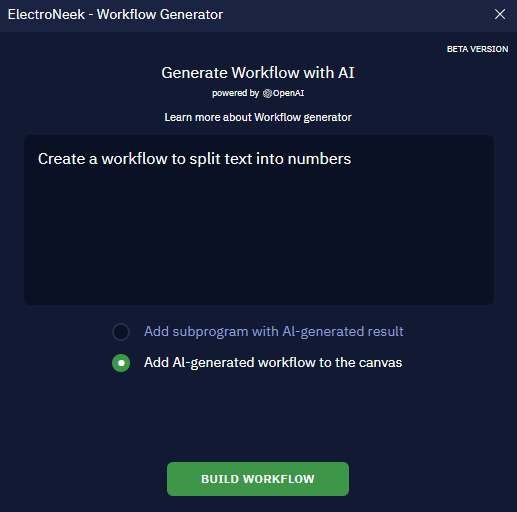 ElectroNeek - Workflow Generator
BETA VERSION
Generate Workflow with AI
powered by OpenAI
Learn more about Workflow generator
Create a workflow to split text into numbers
Add subprogram with AI-generated result
Add AI-generated workflow to the canvas
BUILD WORKFLOW